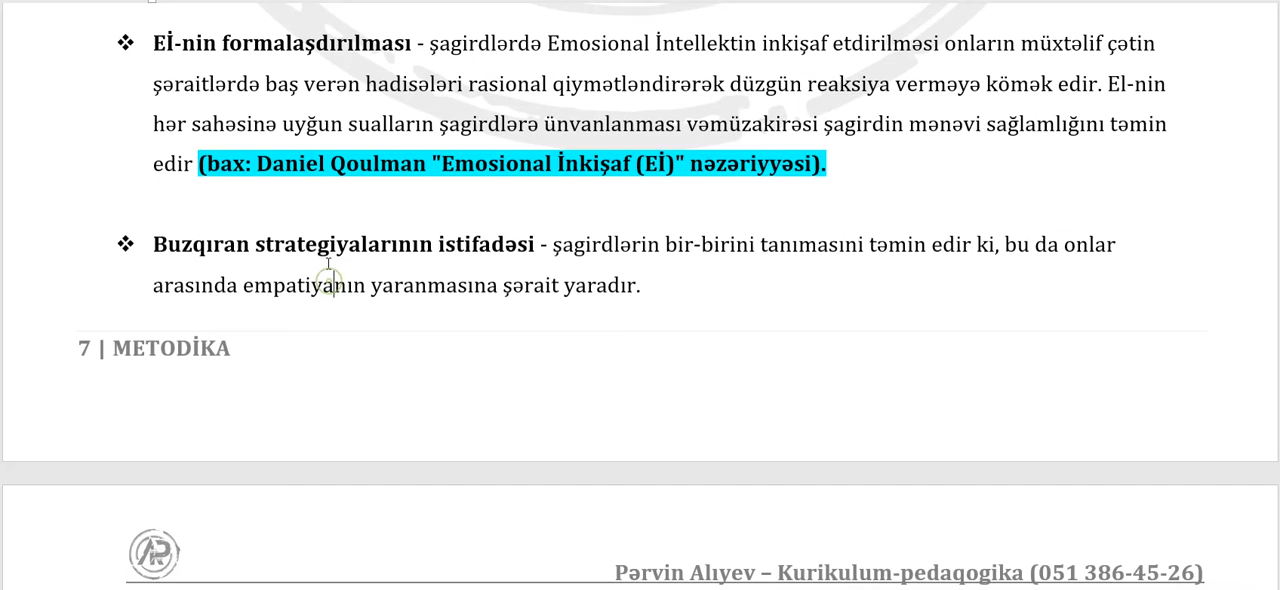 ❖ Eİ-nin formalaşdırılması - şagirdlərdə Emosional İntellektin inkişaf etdirilməsi onların müxtəlif çətin
şəraitlərdə baş verən hadisələri rasional qiymətləndirərək düzgün reaksiya verməyə kömək edir. El-nin
hər sahəsinə uyğun sualların şagirdlərə ünvanlanması vəmüzakirəsi şagirdin mənəvi sağlamlığını təmin
edir (bax: Daniel Qoulman "Emosional İnkişaf (Eİ)" nəzəriyyəsi).
❖ Buzqıran strategiyalarının istifadəsi - şagirdlərin bir-birini tanımasını təmin edir ki, bu da onlar
arasında empatiyanın yaranmasına şərait yaradır.
7 | METODİKA
AR
Pərvin Alıyev – Kurikulum-pedaqogika (051 386-45-26)